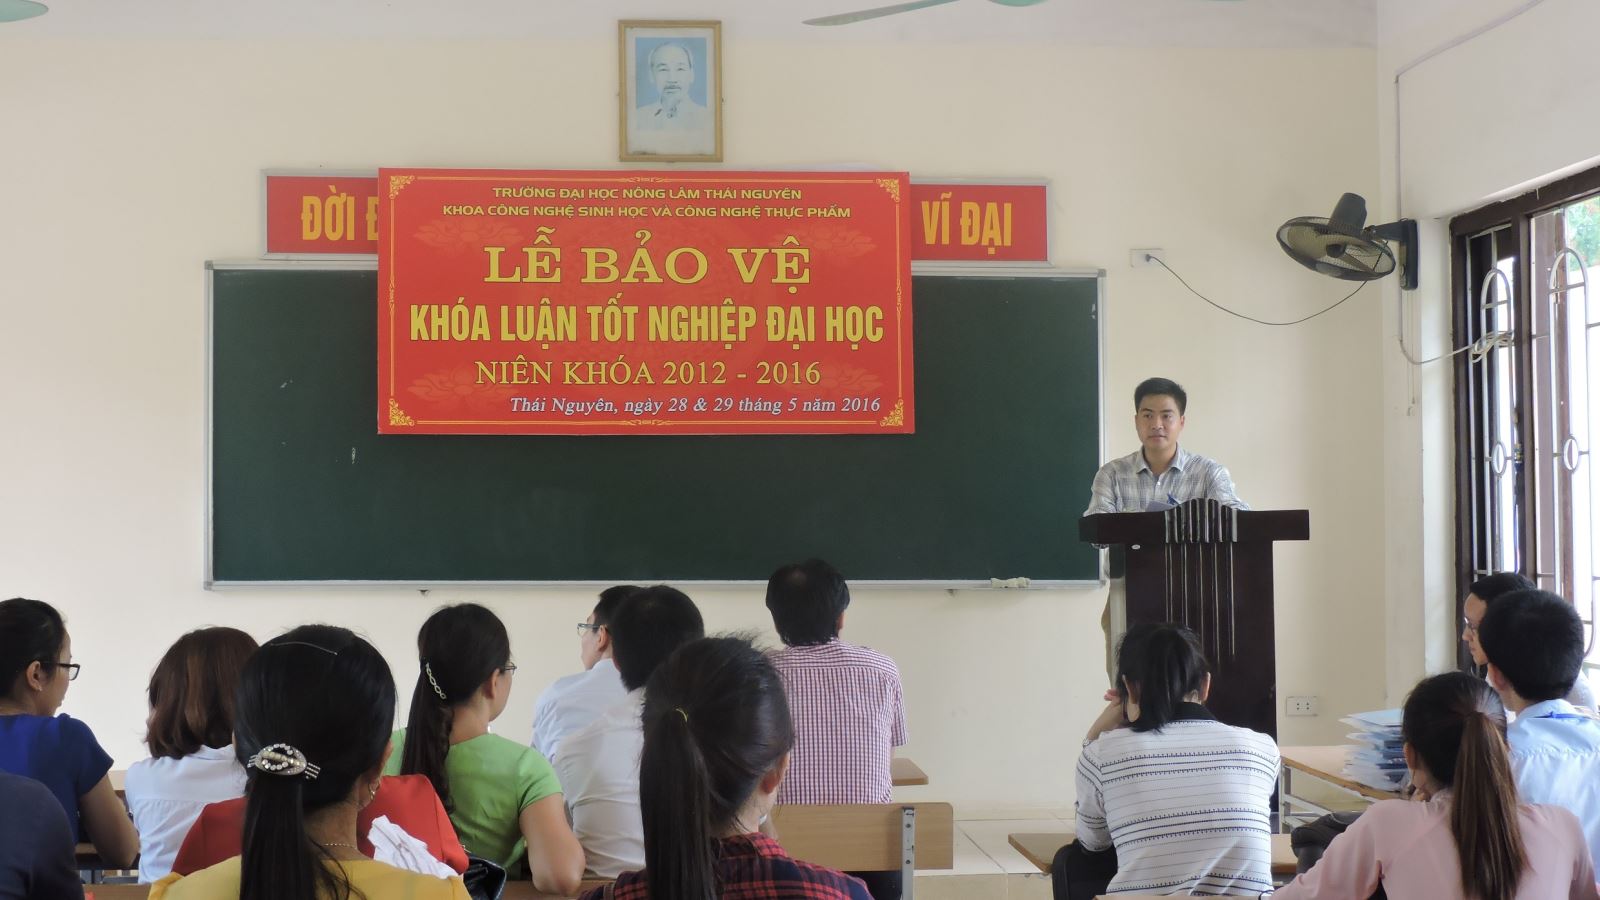 TRƯỜNG ĐẠI HỌC NÔNG LÂM THÁI NGUYÊN
KHOA CÔNG NGHỆ SINH HỌC VÀ CÔNG NGHỆ THỰC PHẨM
ĐỜI
VĨ ĐẠI
LỄ BẢO VỆ
KHÓA LUẬN TỐT NGHIỆP ĐẠI HỌC
NIÊN KHÓA 2012 - 2016
Thái Nguyên, ngày 28 & 29 tháng 5 năm 2016